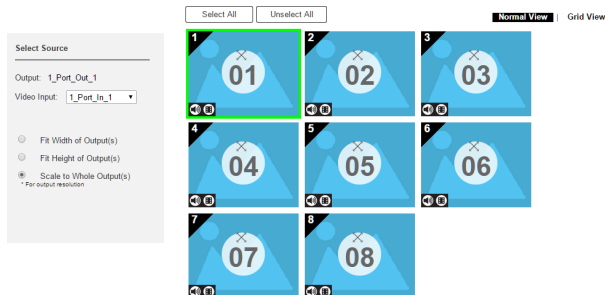 Select All
Unselect All
Normal View | Grid View
Select Source
Output: 1_Port_Out_1
Video Input: 1_Port_In_1
Fit Width of Output(s)
Fit Height of Output(s)
Scale to Whole Output(s)
* For output resolution
1
01
2
02
3
03
4
04
5
05
6
06
7
07
8
08